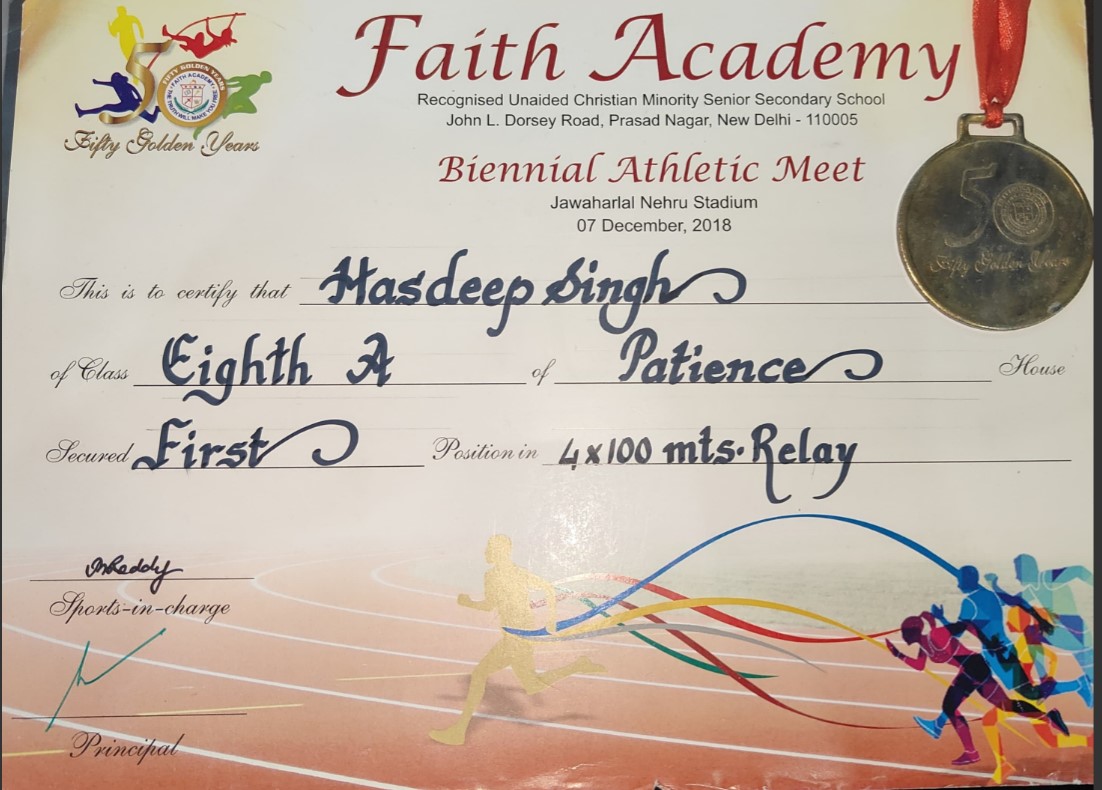 Faith Academy
Recognised Unaided Christian Minority Senior Secondary School
John L. Dorsey Road, Prasad Nagar, New Delhi - 110005
50
FIFTY GOLDEN YEARS
FAITH ACADEMY
Fifty Golden Years
Biennial Athletic Meet
Jawaharlal Nehru Stadium
07 December, 2018
50
Fifty Golden Years
This is to certify that Hasdeep Singh
of Class Eighth A of Patience House
Secured First Position in 4x100 mts. Relay
Sports-in-charge
Principal